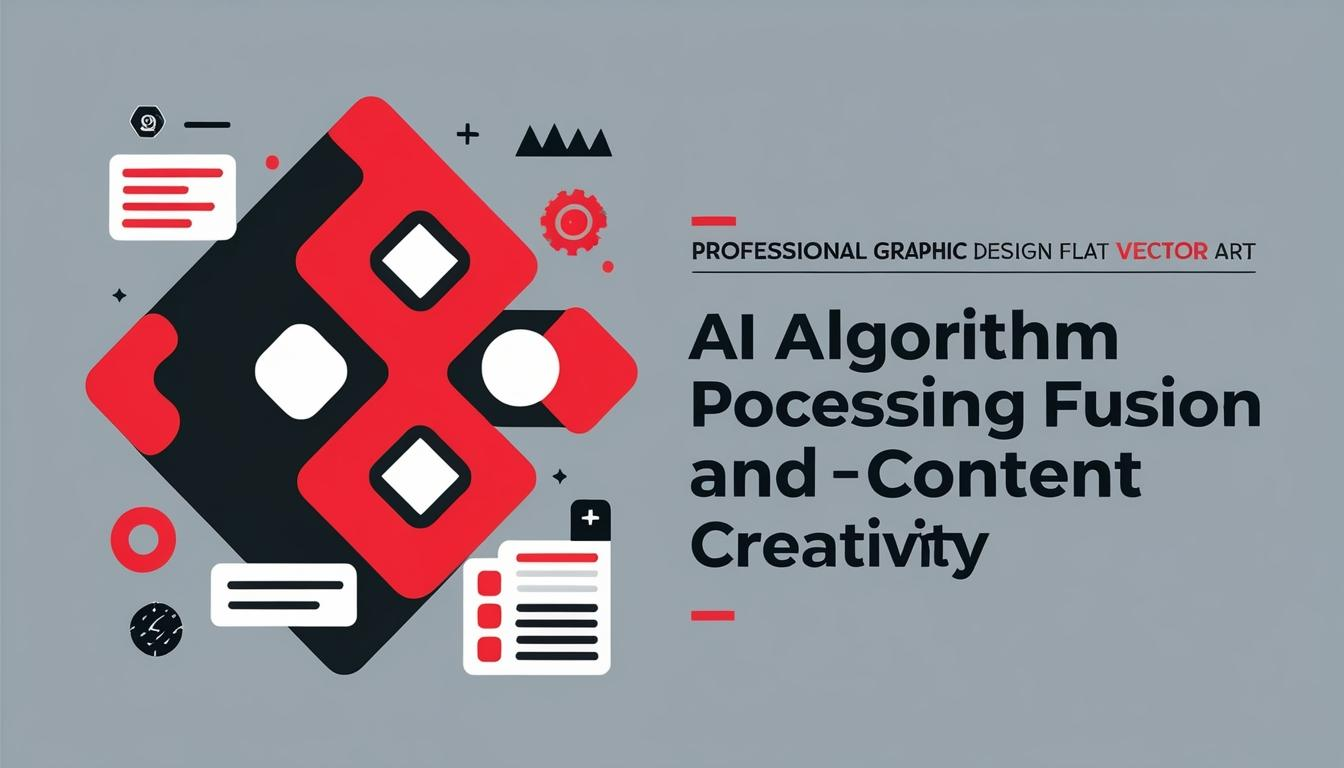 PROFESSIONAL GRAPHIC DESIGN FLAT VECTOR ART
AI Algorithm
Pocessing Fusion
and -Content
Creativity